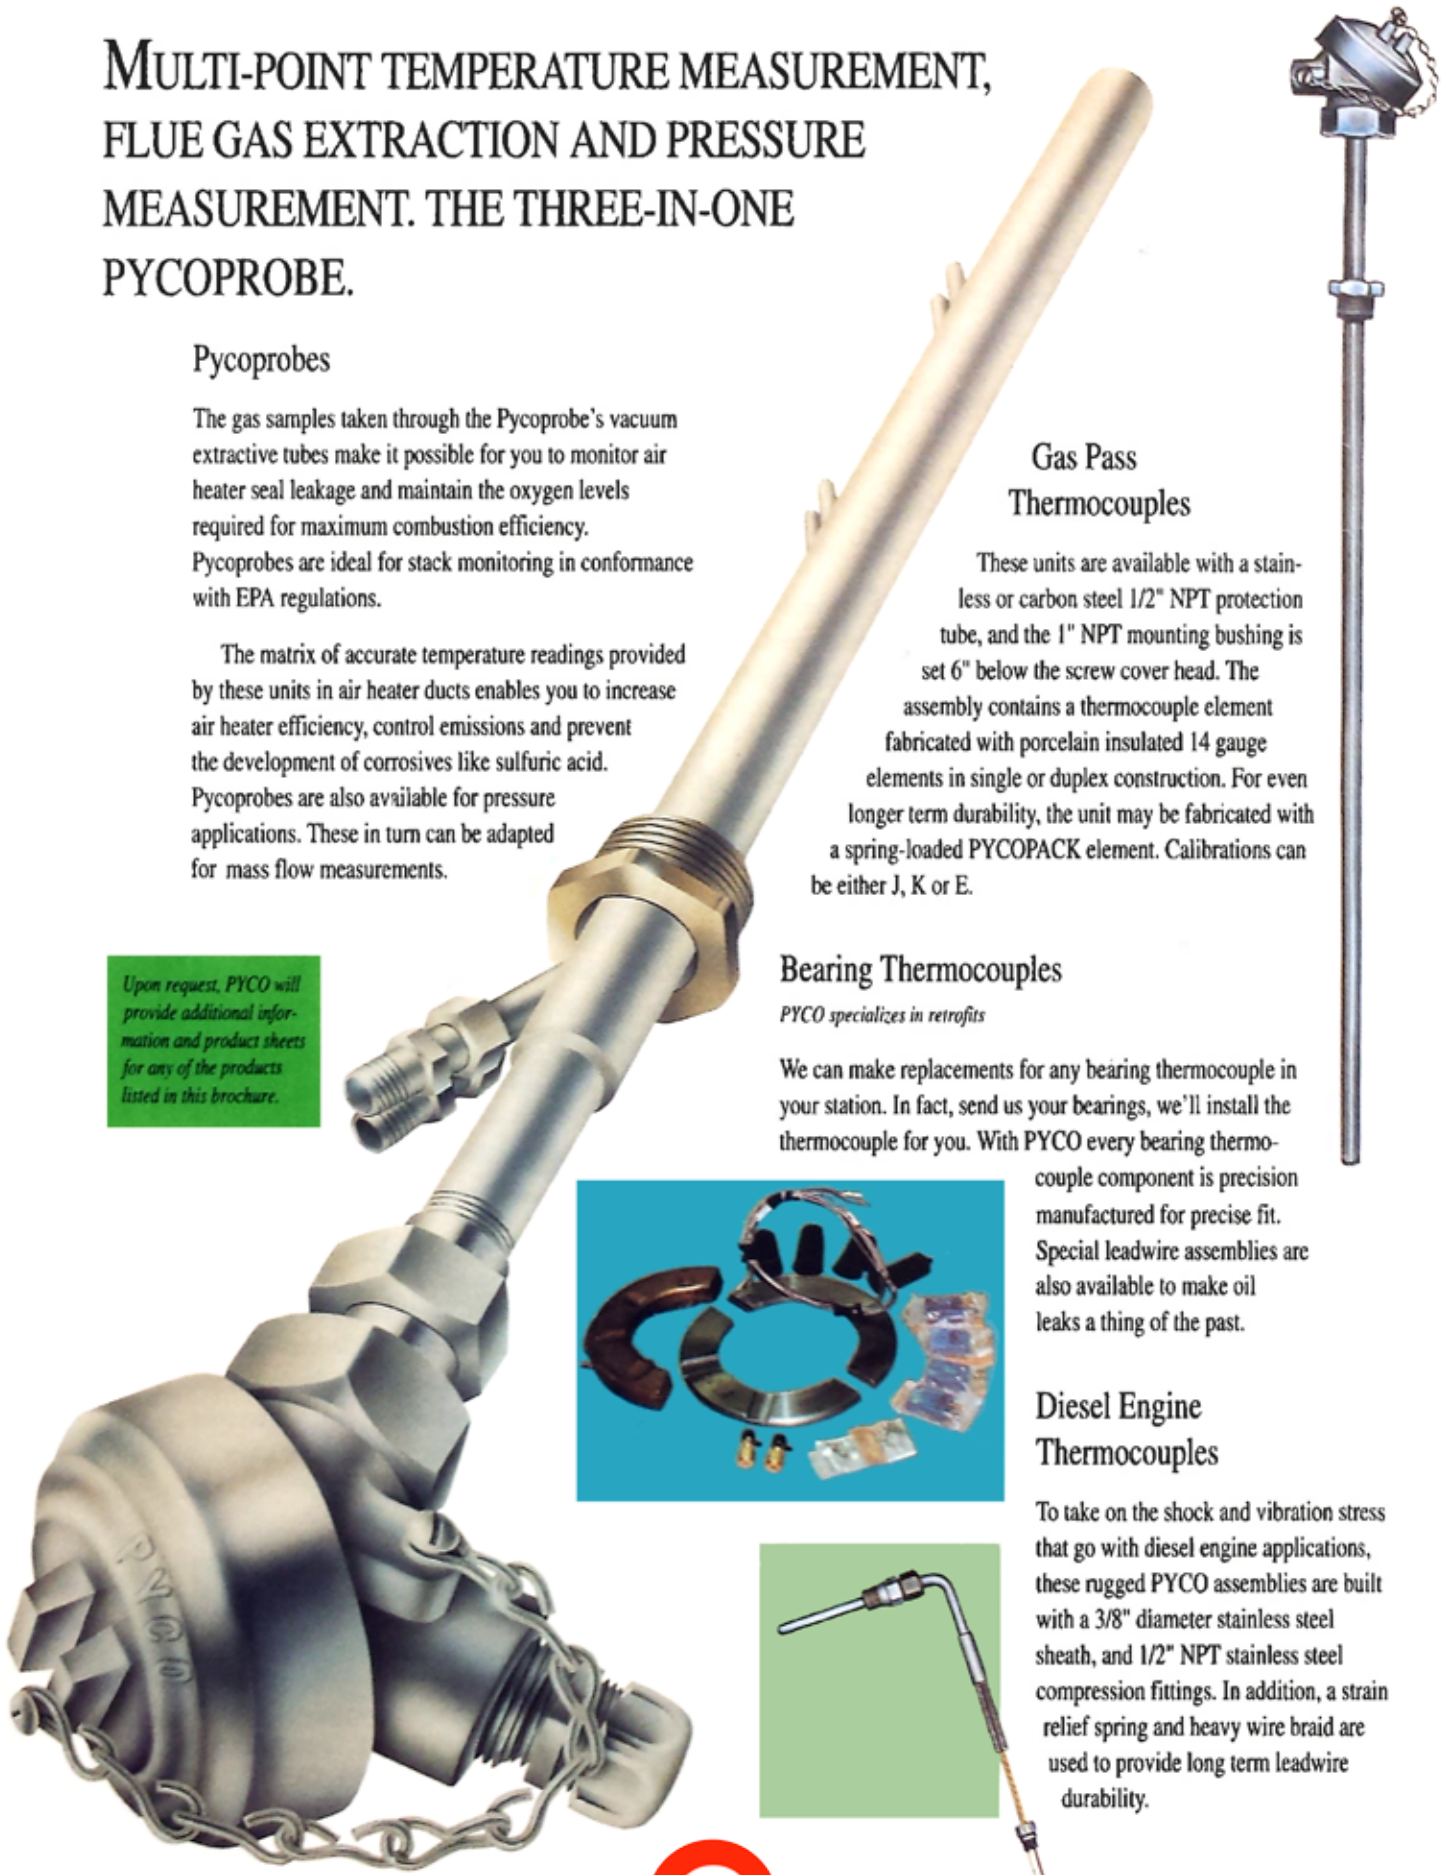 MULTI-POINT TEMPERATURE MEASUREMENT,
FLUE GAS EXTRACTION AND PRESSURE
MEASUREMENT. THE THREE-IN-ONE
PYCOPROBE.
Pycoprobes
The gas samples taken through the Pycoprobe's vacuum
extractive tubes make it possible for you to monitor air
heater seal leakage and maintain the oxygen levels
required for maximum combustion efficiency.
Pycoprobes are ideal for stack monitoring in conformance
with EPA regulations.
The matrix of accurate temperature readings provided
by these units in air heater ducts enables you to increase
air heater efficiency, control emissions and prevent
the development of corrosives like sulfuric acid.
Pycoprobes are also available for pressure
applications. These in turn can be adapted
for mass flow measurements.
Upon request, PYCO will
provide additional infor-
mation and product sheets
for any of the products
listed in this brochure.
PYCO
Gas Pass
Thermocouples
These units are available with a stain-
less or carbon steel 1/2" NPT protection
tube, and the 1" NPT mounting bushing is
set 6" below the screw cover head. The
assembly contains a thermocouple element
fabricated with porcelain insulated 14 gauge
elements in single or duplex construction. For even
longer term durability, the unit may be fabricated with
a spring-loaded PYCOPACK element. Calibrations can
be either J, K or E.
Bearing Thermocouples
PYCO specializes in retrofits
We can make replacements for any bearing thermocouple in
your station. In fact, send us your bearings, we'll install the
thermocouple for you. With PYCO every bearing thermo-
couple component is precision
manufactured for precise fit.
Special leadwire assemblies are
also available to make oil
leaks a thing of the past.
Diesel Engine
Thermocouples
To take on the shock and vibration stress
that go with diesel engine applications,
these rugged PYCO assemblies are built
with a 3/8" diameter stainless steel
sheath, and 1/2" NPT stainless steel
compression fittings. In addition, a strain
relief spring and heavy wire braid are
used to provide long term leadwire
durability.